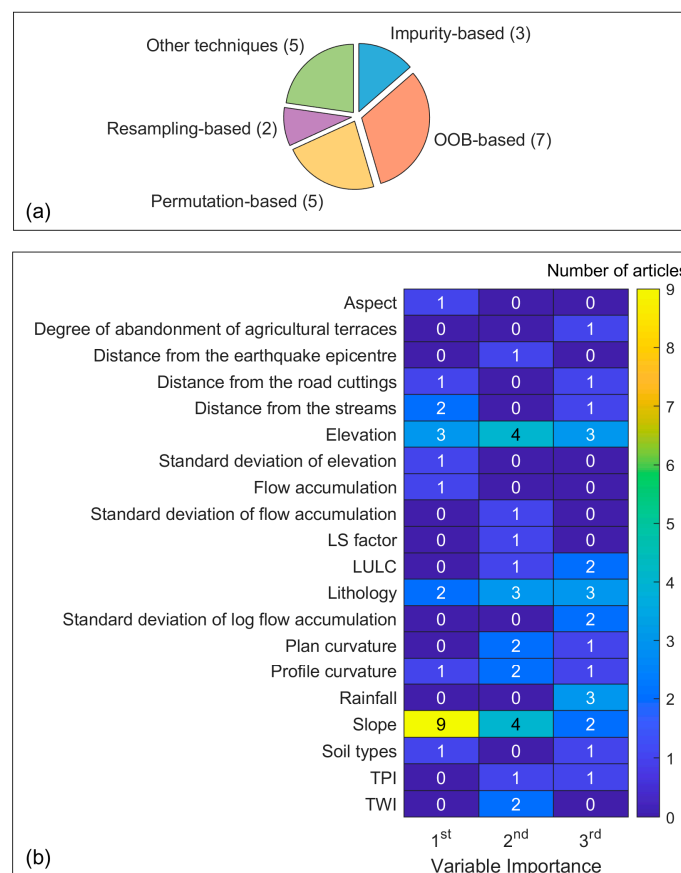 Other techniques (5)
Impurity-based (3)
Resampling-based (2)
OOB-based (7)
Permutation-based (5)
(a)
Number of articles
Aspect 1 0 0
Degree of abandonment of agricultural terraces 0 0 1
Distance from the earthquake epicentre 0 1 0
Distance from the road cuttings 1 0 1
Distance from the streams 2 0 1
Elevation 3 4 3
Standard deviation of elevation 1 0 0
Flow accumulation 1 0 0
Standard deviation of flow accumulation 0 1 0
LS factor 0 1 0
LULC 0 1 2
Lithology 2 3 3
Standard deviation of log flow accumulation 0 0 2
Plan curvature 0 2 1
Profile curvature 1 2 1
Rainfall 0 0 3
Slope 9 4 2
Soil types 1 0 1
TPI 0 1 1
TWI 0 2 0
9
8
7
6
5
4
3
2
1
0
1st 2nd 3rd
Variable Importance
(b)